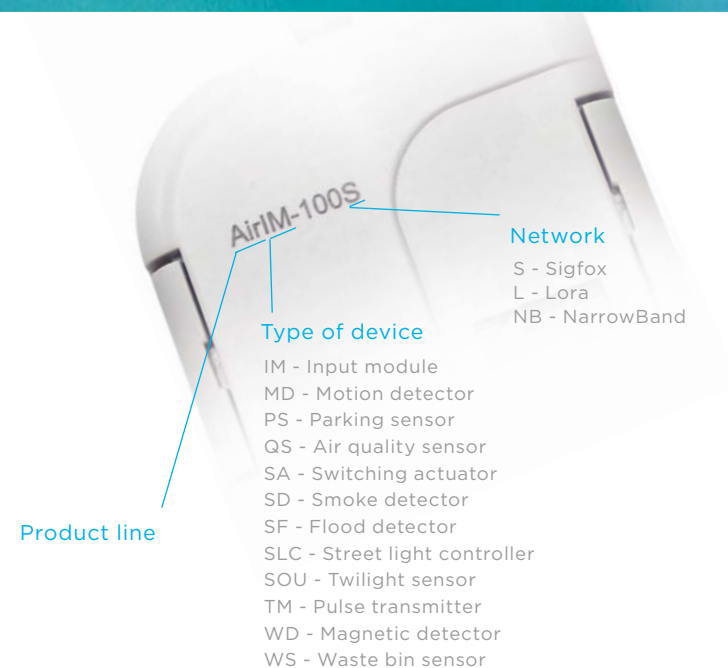 AirIM-100S
Network
S - Sigfox
L - Lora
NB - NarrowBand
Type of device
IM - Input module
MD - Motion detector
PS - Parking sensor
QS - Air quality sensor
SA - Switching actuator
SD - Smoke detector
SF - Flood detector
SLC - Street light controller
SOU - Twilight sensor
TM - Pulse transmitter
WD - Magnetic detector
WS - Waste bin sensor
Product line